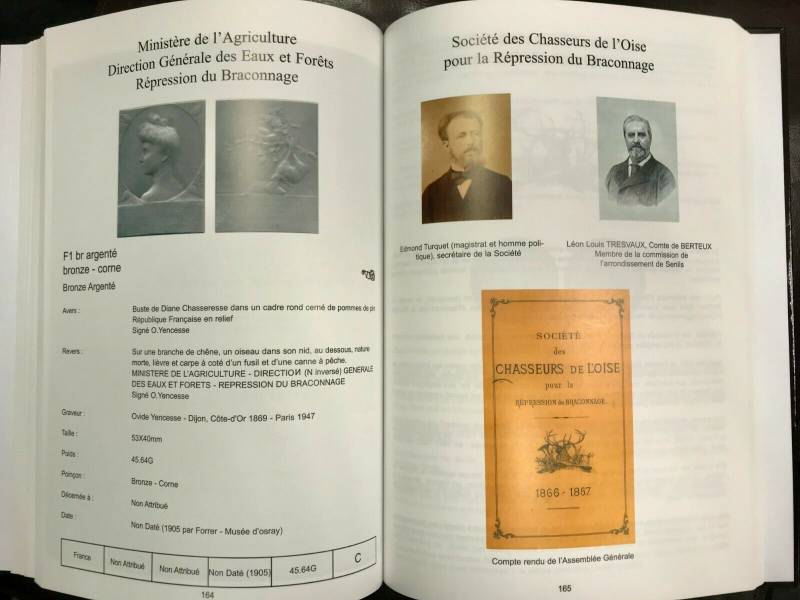 Ministère de l'Agriculture
Direction Générale des Eaux et Forêts
Répression du Braconnage
F1 br argenté
bronze - corne
Bronze Argenté
Avers : Buste de Diane Chasseresse dans un cadre rond cerné de pommes de pin
République Française en relief
Signé O.Yencesse
Revers : Sur une branche de chêne, un oiseau dans son nid, au dessous, nature
morte, lièvre et carpe à coté d'un fusil et d'une canne à pêche.
MINISTERE DE L'AGRICULTURE - DIRECTIOИ (N inversé) GENERALE
DES EAUX ET FORETS - REPRESSION DU BRACONNAGE
Signé O.Yencesse
Graveur : Ovide Yencesse - Dijon, Côte-d'Or 1869 - Paris 1947
Taille : 53X40mm
Poids : 45.64G
Poinçon : Bronze - Corne
Décernée à : Non Attribué
Date : Non Daté (1905 par Forrer - Musée d'osray)
France Non Attribué Non Attribué Non Daté (1905) 45.64G C
164
Société des Chasseurs de l'Oise
pour la Répression du Braconnage
Edmond Turquet (magistrat et homme poli-
tique), secrétaire de la Société
Léon Louis TRESVAUX, Comte de BERTEUX
Membre de la commission de
l'arrondissement de Senlis
SOCIÉTÉ
des
CHASSEURS DE L'OISE
pour la
RÉPRESSION du BRACONNAGE
1866 - 1867
Compte rendu de l'Assemblée Générale
165